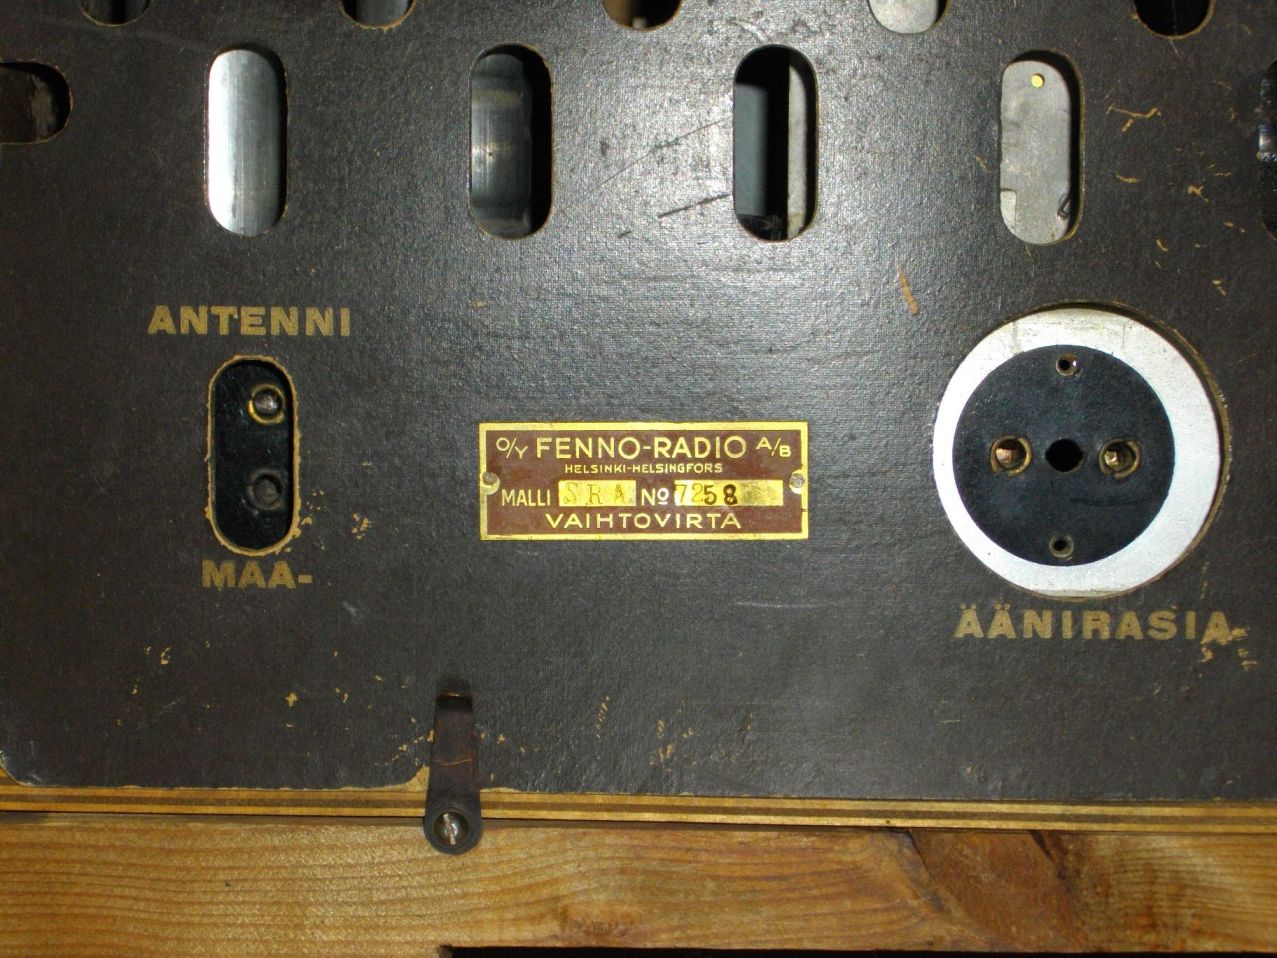 ANTENNI
MAA-
O/Y FENNO-RADIO A/B
HELSINKI-HELSINGFORS
MALLI SRA No 7258
VAIHTOVIRTA
ÄÄNIRASIA